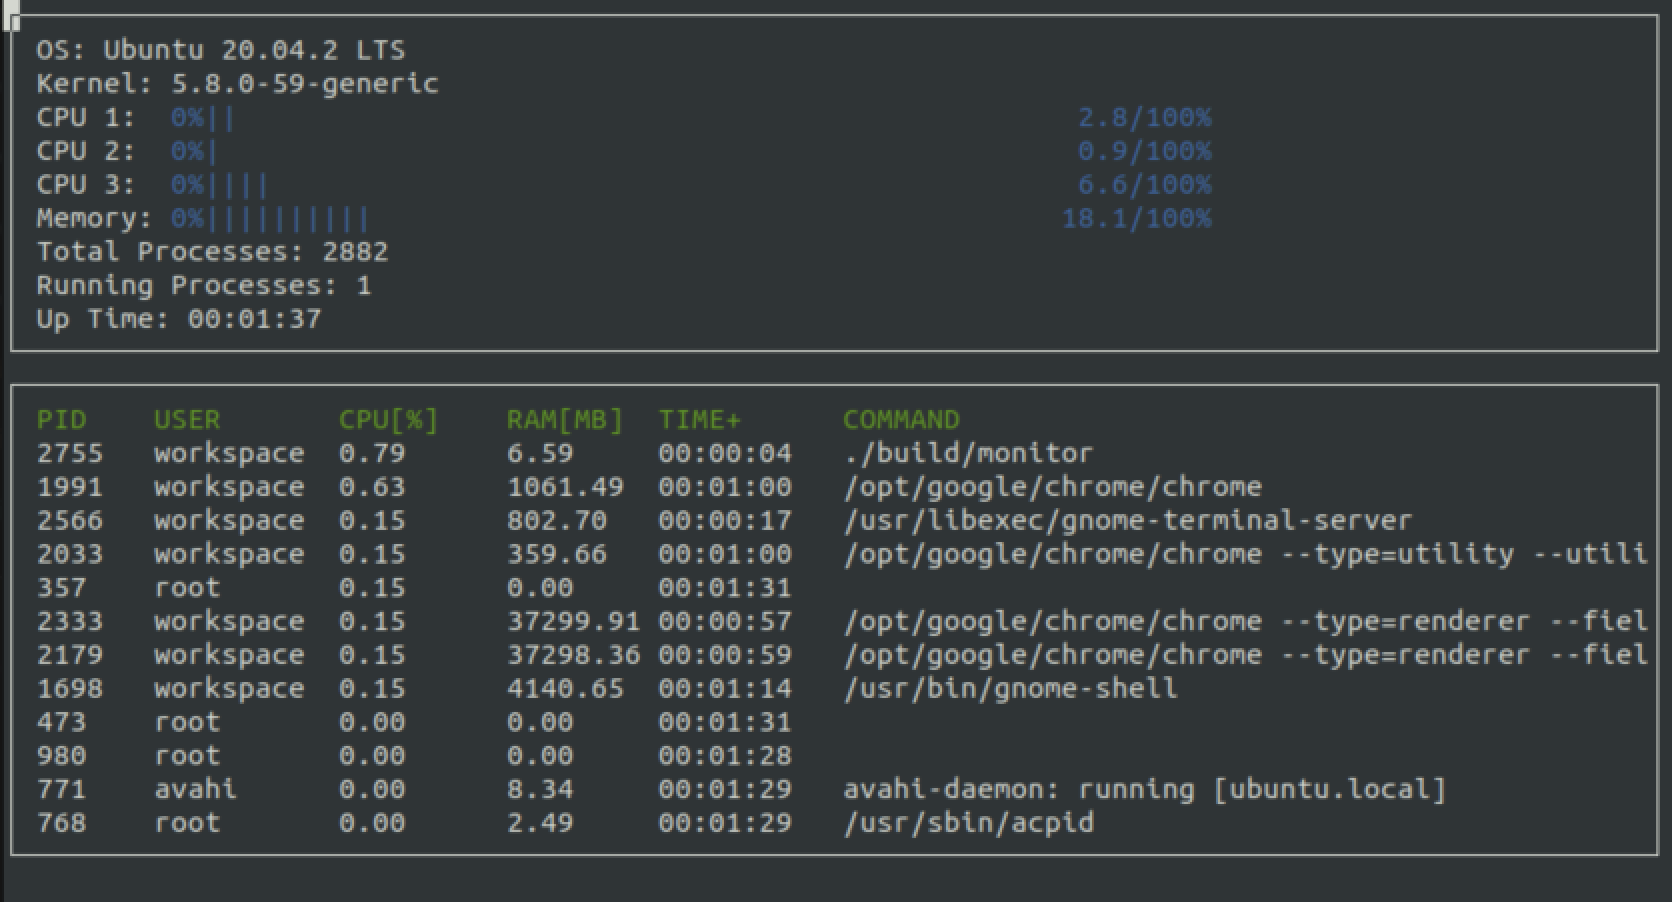 OS: Ubuntu 20.04.2 LTS
Kernel: 5.8.0-59-generic
CPU 1:  0%||                                                  2.8/100%
CPU 2:  0%|                                                   0.9/100%
CPU 3:  0%||||                                                6.6/100%
Memory: 0%||||||||||                                         18.1/100%
Total Processes: 2882
Running Processes: 1
Up Time: 00:01:37
PID    USER       CPU[%]    RAM[MB]  TIME+      COMMAND
2755   workspace  0.79      6.59     00:00:04   ./build/monitor
1991   workspace  0.63      1061.49  00:01:00   /opt/google/chrome/chrome
2566   workspace  0.15      802.70   00:00:17   /usr/libexec/gnome-terminal-server
2033   workspace  0.15      359.66   00:01:00   /opt/google/chrome/chrome --type=utility --utili
357    root       0.15      0.00     00:01:31
2333   workspace  0.15      37299.91 00:00:57   /opt/google/chrome/chrome --type=renderer --fiel
2179   workspace  0.15      37298.36 00:00:59   /opt/google/chrome/chrome --type=renderer --fiel
1698   workspace  0.15      4140.65  00:01:14   /usr/bin/gnome-shell
473    root       0.00      0.00     00:01:31
980    root       0.00      0.00     00:01:28
771    avahi      0.00      8.34     00:01:29   avahi-daemon: running [ubuntu.local]
768    root       0.00      2.49     00:01:29   /usr/sbin/acpid